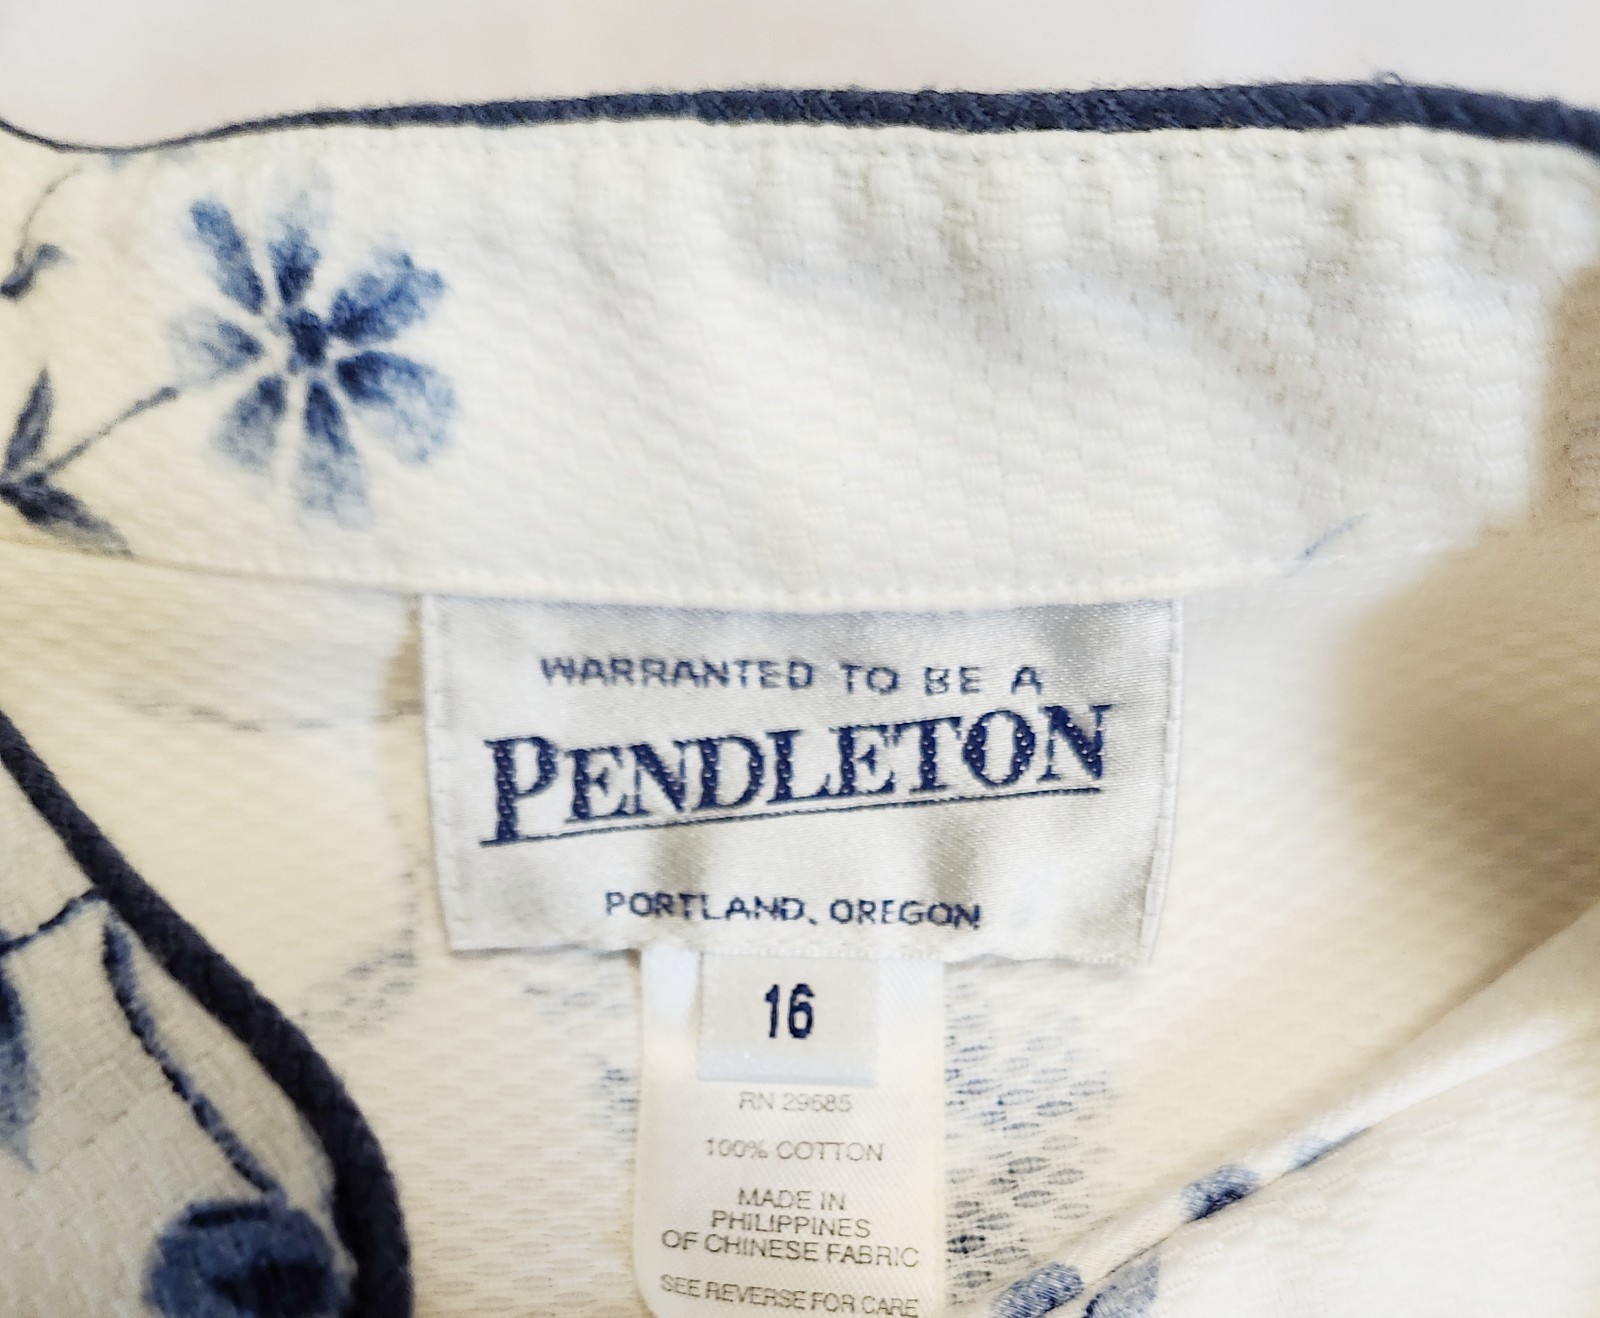 WARRANTED TO BE A
PENDLETON
PORTLAND, OREGON
16
RN 29685
100% COTTON
MADE IN
PHILIPPINES
OF CHINESE FABRIC
SEE REVERSE FOR CARE